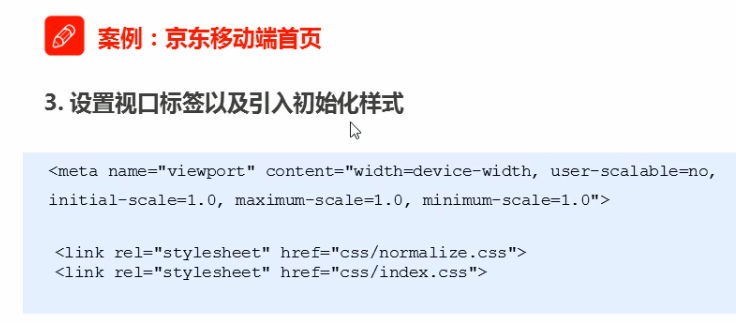 案例：京东移动端首页
3. 设置视口标签以及引入初始化样式
<meta name="viewport" content="width=device-width, user-scalable=no,
initial-scale=1.0, maximum-scale=1.0, minimum-scale=1.0">
<link rel="stylesheet" href="css/normalize.css">
<link rel="stylesheet" href="css/index.css">